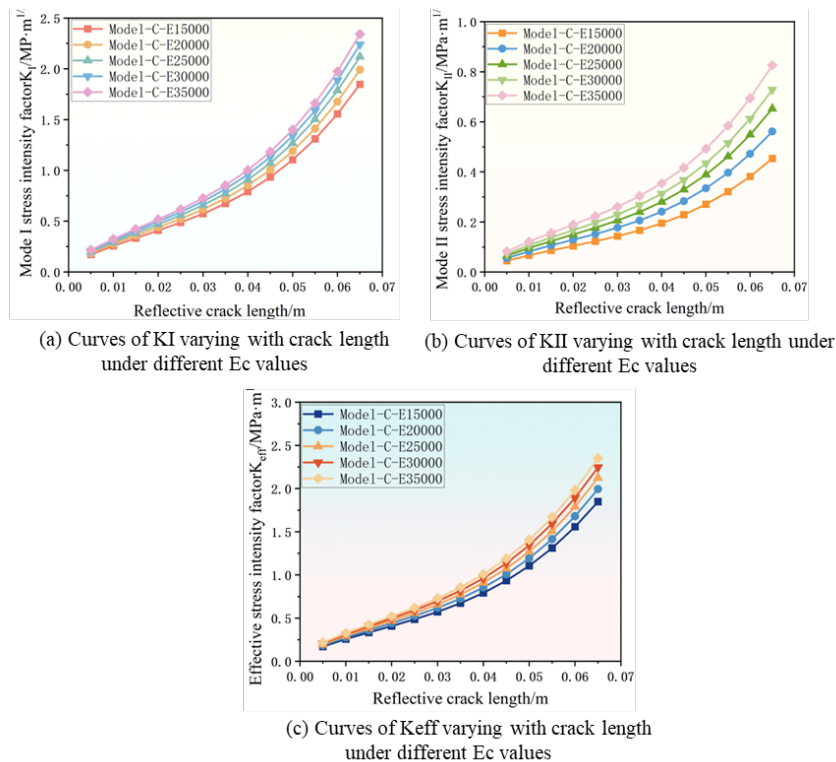 2.5
2.0
1.5
1.0
0.5
0.0
Mode I stress intensity factorKI/MP·m1/
Model-C-E15000
Model-C-E20000
Model-C-E25000
Model-C-E30000
Model-C-E35000
0.00 0.01 0.02 0.03 0.04 0.05 0.06 0.07
Reflective crack length/m
(a) Curves of KI varying with crack length
under different Ec values
1.0
0.8
0.6
0.4
0.2
0.0
Mode II stress intensity factorKII/MPa·m1/
Model-C-E15000
Model-C-E20000
Model-C-E25000
Model-C-E30000
Model-C-E35000
0.00 0.01 0.02 0.03 0.04 0.05 0.06 0.07
Reflective crack length/m
(b) Curves of KII varying with crack length under
different Ec values
3.0
2.5
2.0
1.5
1.0
0.5
0.0
Effective stress intensity factorKeff/MPa·m1
Model-C-E15000
Model-C-E20000
Model-C-E25000
Model-C-E30000
Model-C-E35000
0.00 0.01 0.02 0.03 0.04 0.05 0.06 0.07
Reflective crack length/m
(c) Curves of Keff varying with crack length
under different Ec values